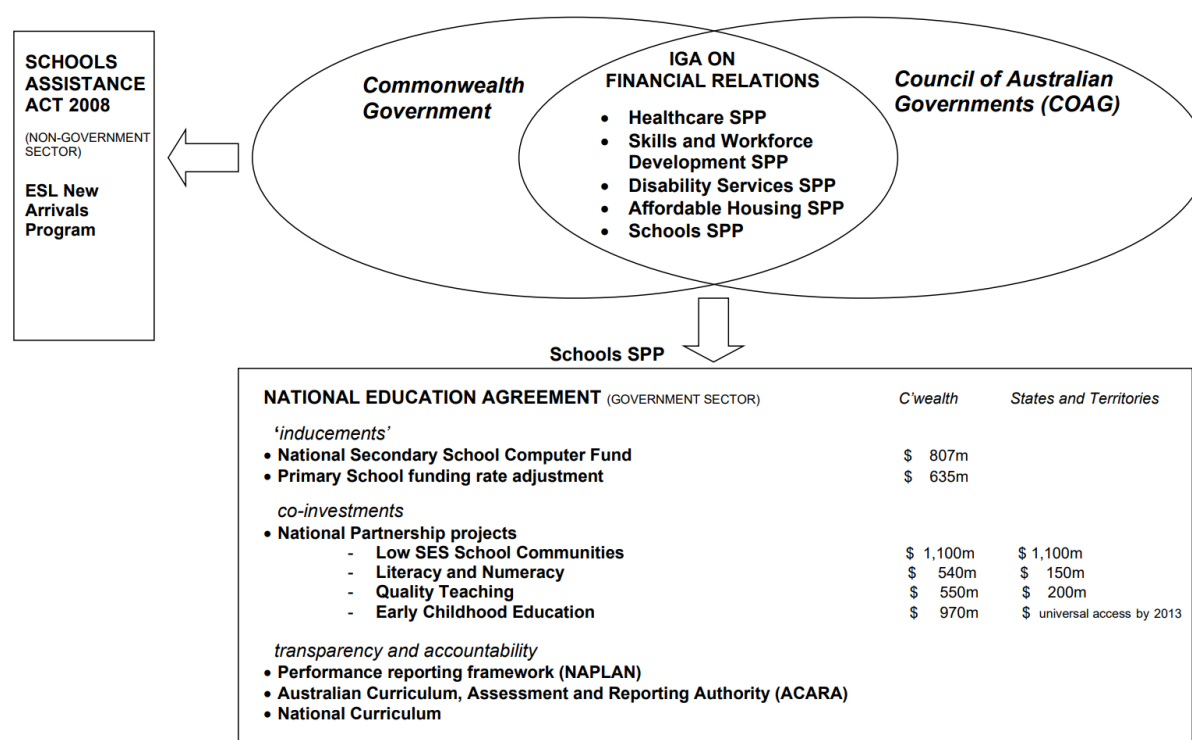 SCHOOLS
ASSISTANCE
ACT 2008
(NON-GOVERNMENT
SECTOR)
ESL New
Arrivals
Program
Commonwealth
Government
IGA ON
FINANCIAL RELATIONS
• Healthcare SPP
• Skills and Workforce
Development SPP
• Disability Services SPP
• Affordable Housing SPP
• Schools SPP
Council of Australian
Governments (COAG)
Schools SPP
NATIONAL EDUCATION AGREEMENT (GOVERNMENT SECTOR) C'wealth States and Territories
'inducements'
• National Secondary School Computer Fund $ 807m
• Primary School funding rate adjustment $ 635m
co-investments
• National Partnership projects
- Low SES School Communities $ 1,100m $ 1,100m
- Literacy and Numeracy $ 540m $ 150m
- Quality Teaching $ 550m $ 200m
- Early Childhood Education $ 970m $ universal access by 2013
transparency and accountability
• Performance reporting framework (NAPLAN)
• Australian Curriculum, Assessment and Reporting Authority (ACARA)
• National Curriculum